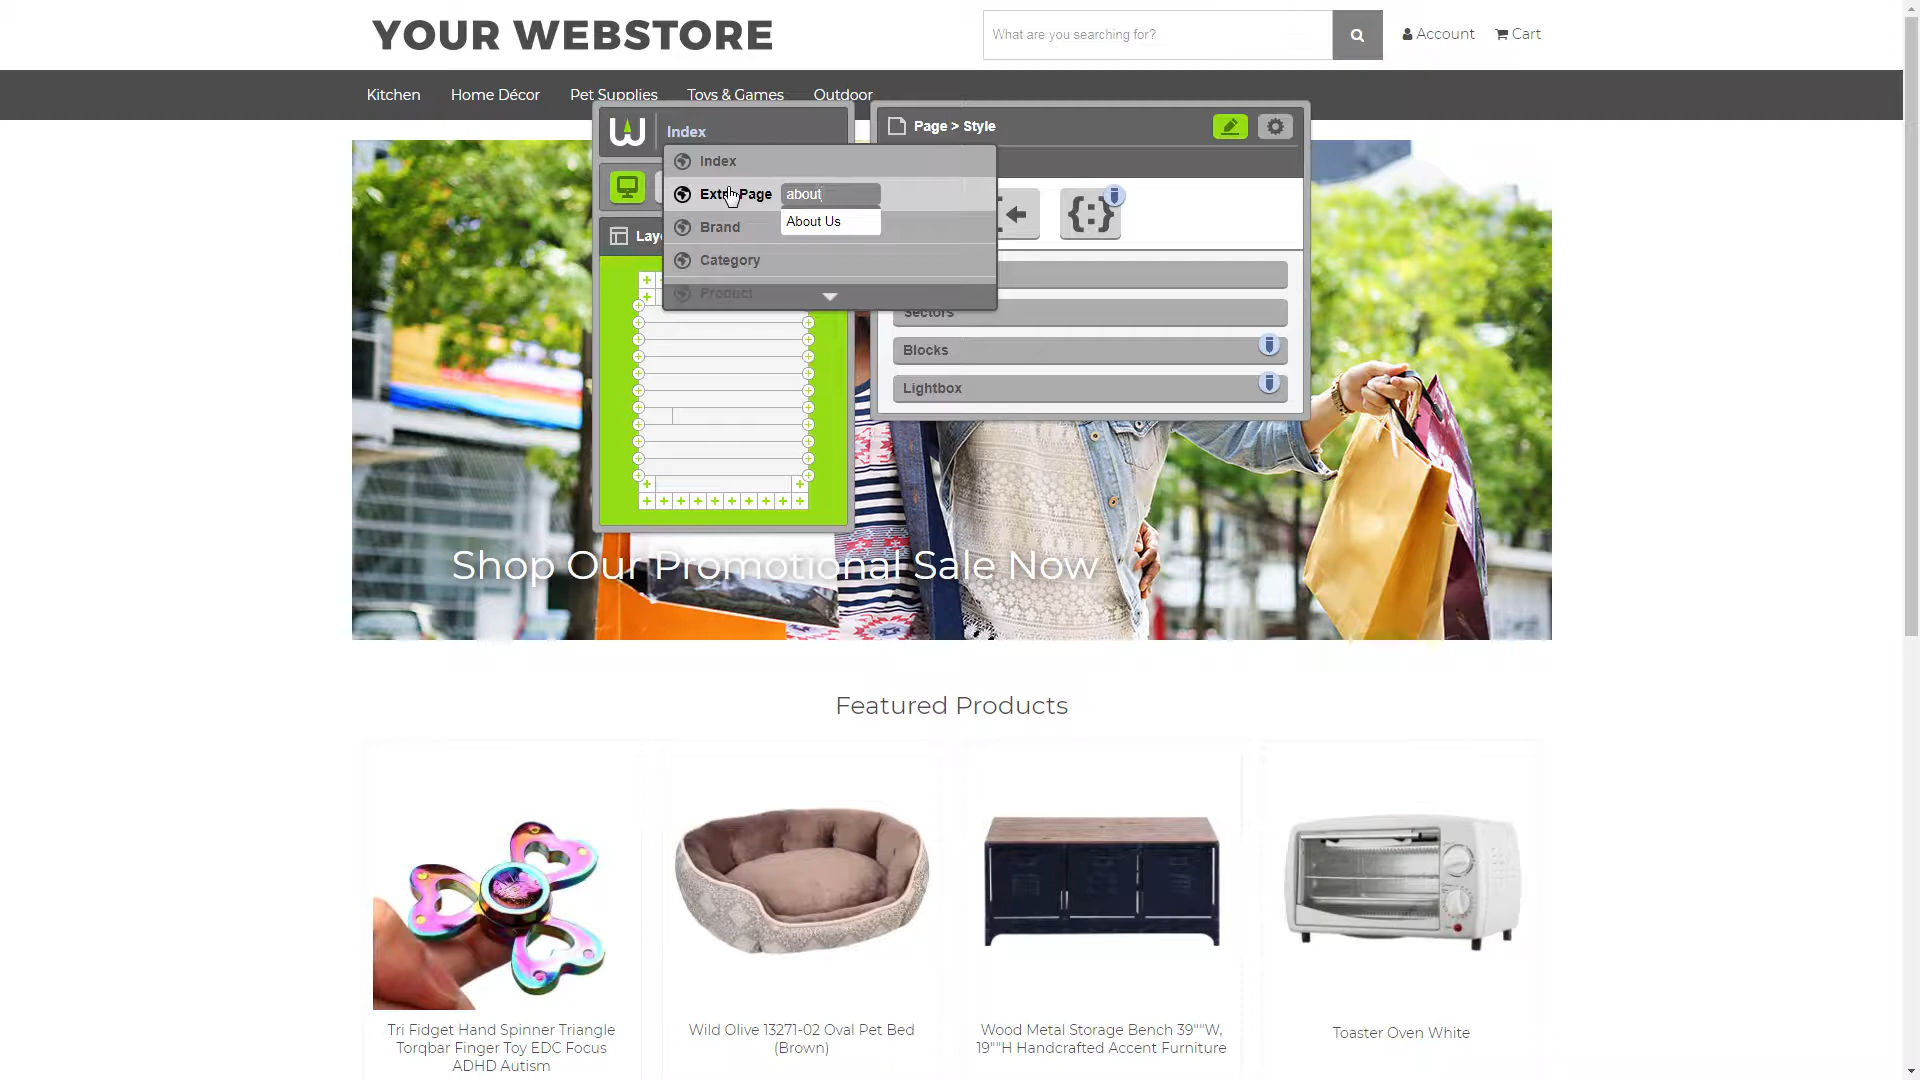 YOUR WEBSTORE
What are you searching for?
Account
Cart
Kitchen
Home Décor
Pet Supplies
Toys & Games
Outdoor
Index
Page > Style
Index
Extra Page
about
About Us
Brand
Category
Product
Sectors
Blocks
Lightbox
Shop Our Promotional Sale Now
Featured Products
Tri Fidget Hand Spinner Triangle
Torqbar Finger Toy EDC Focus
ADHD Autism
Wild Olive 13271-02 Oval Pet Bed
(Brown)
Wood Metal Storage Bench 39""W,
19""H Handcrafted Accent Furniture
Toaster Oven White